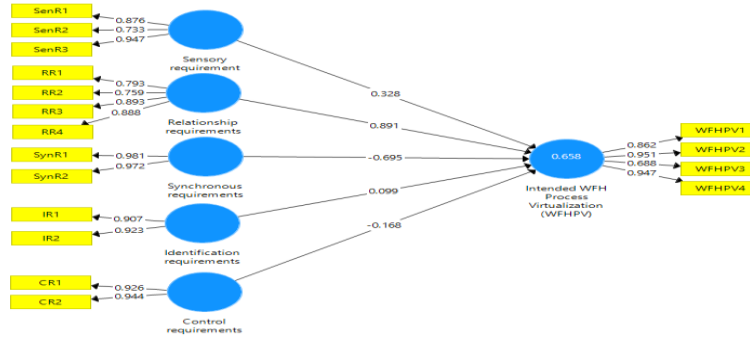 SenR1
0.876
SenR2
0.733
SenR3
0.947
Sensory
requirement
0.328
RR1
0.793
RR2
0.759
RR3
0.893
RR4
0.888
Relationship
requirements
0.891
SynR1
0.981
SynR2
0.972
Synchronous
requirements
-0.695
IR1
0.907
IR2
0.923
Identification
requirements
0.099
CR1
0.926
CR2
0.944
Control
requirements
-0.168
0.658
Intended WFH
Process
Virtualization
(WFHPV)
0.862
WFHPV1
0.951
WFHPV2
0.688
WFHPV3
0.947
WFHPV4